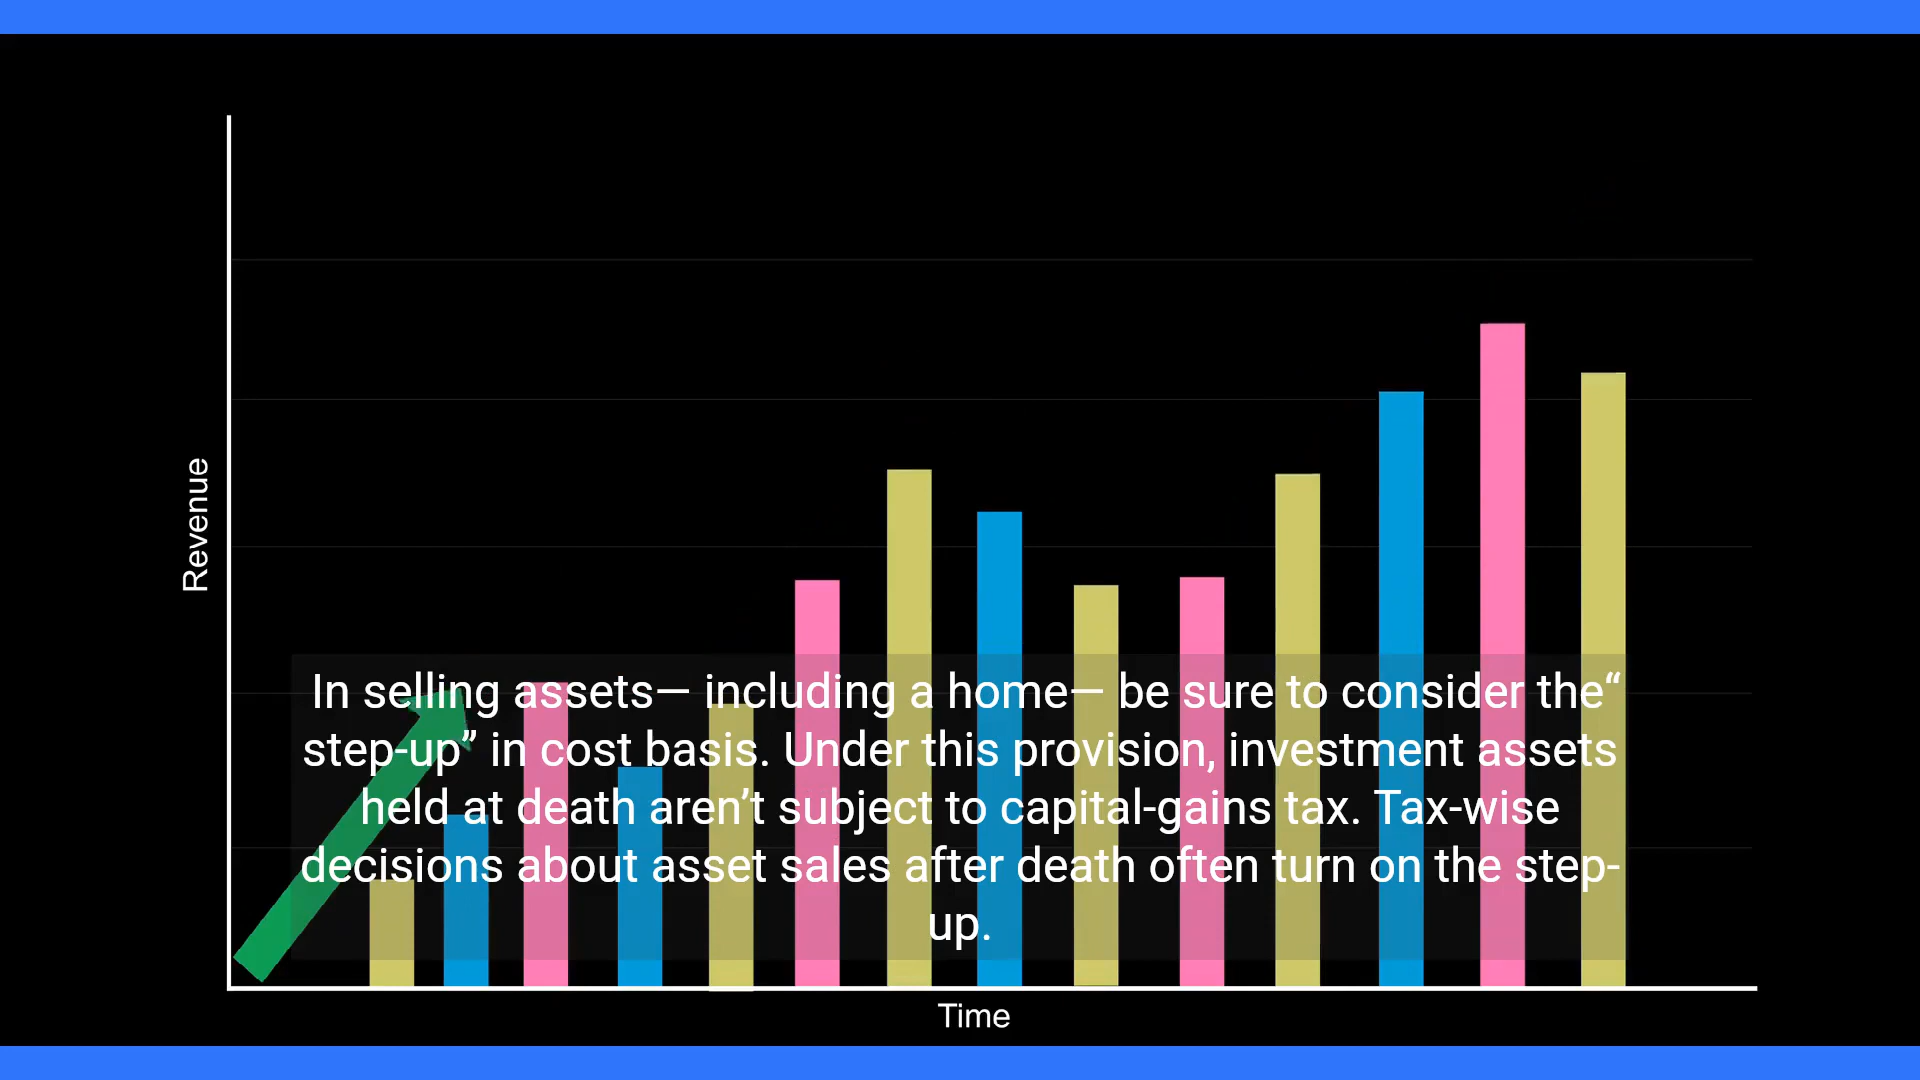 Revenue
In selling assets— including a home— be sure to consider the“
step-up” in cost basis. Under this provision, investment assets
held at death aren’t subject to capital-gains tax. Tax-wise
decisions about asset sales after death often turn on the step-
up.
Time